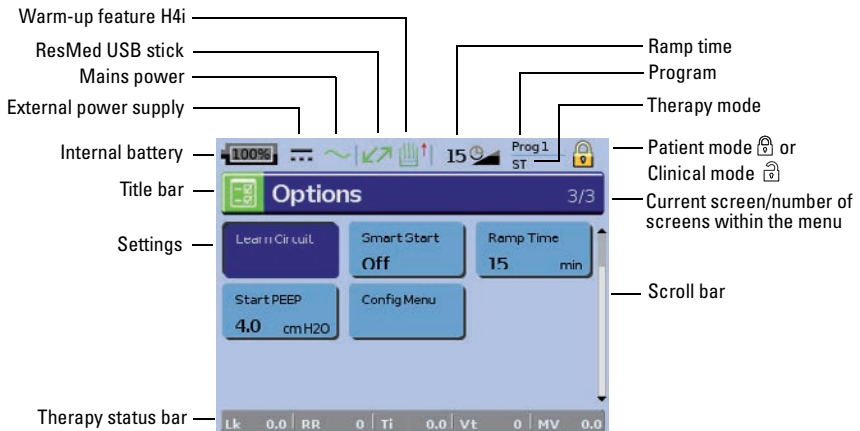 Warm-up feature H4i
ResMed USB stick
Mains power
External power supply
Internal battery
Title bar
Settings
Therapy status bar
Ramp time
Program
Therapy mode
Patient mode or
Clinical mode
Current screen/number of
screens within the menu
Scroll bar
100%
15
Prog 1
ST
Options 3/3
Learn Circuit
Smart Start
Off
Ramp Time
15 min
Start PEEP
4.0 cmH2O
Config Menu
Lk 0.0 RR 0 Ti 0.0 Vt 0 MV 0.0